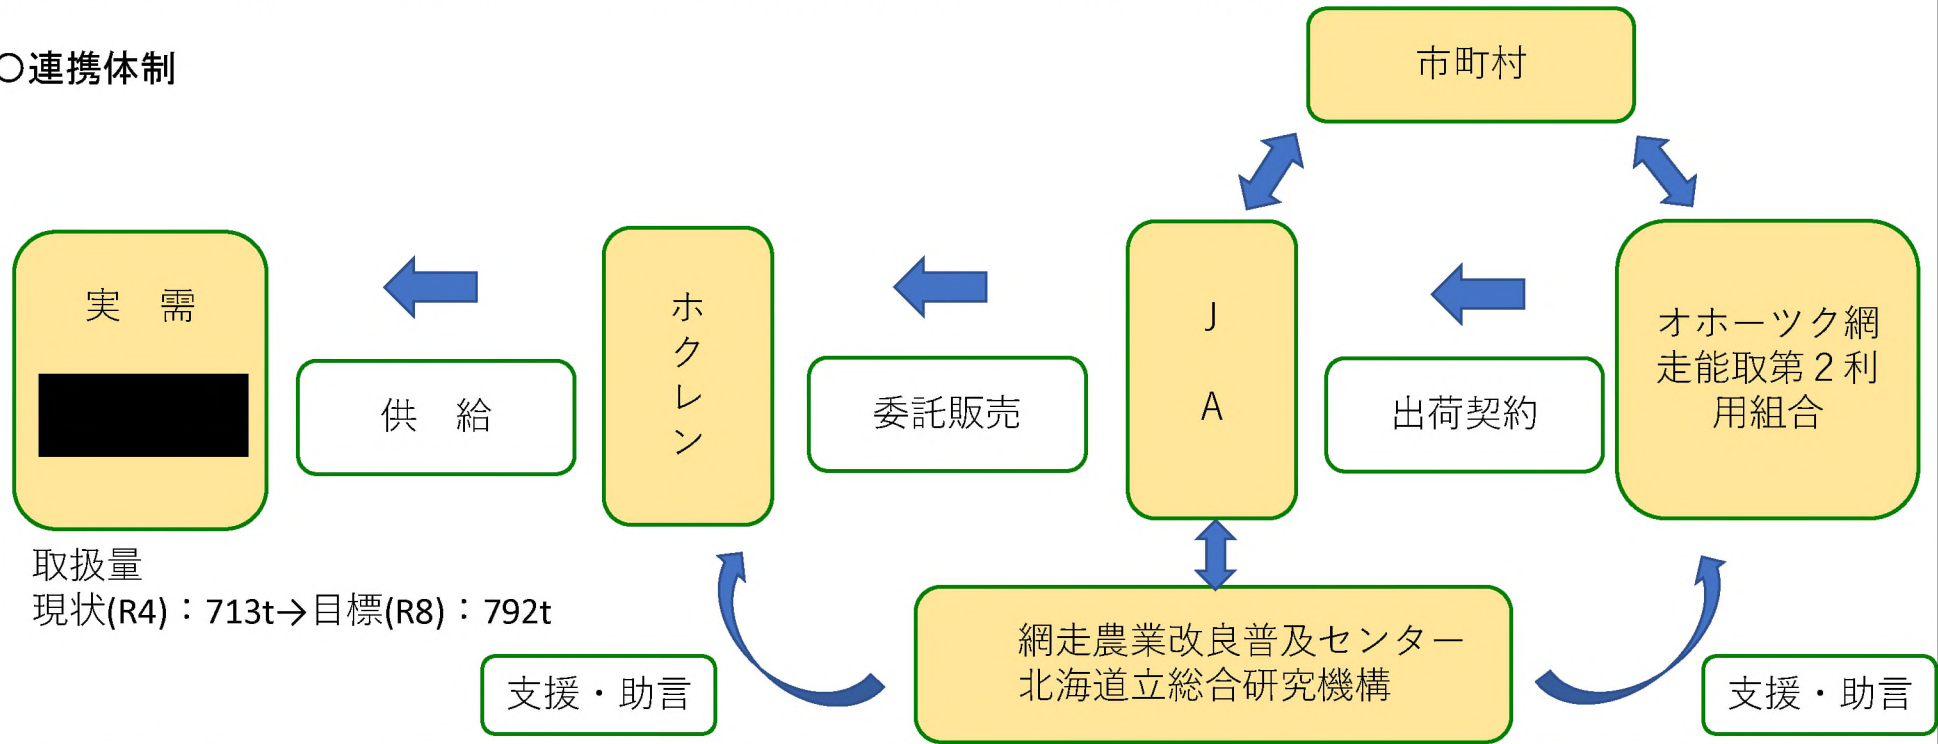 〇連携体制
市町村
実　需
供　給
ホクレン
委託販売
JA
出荷契約
オホーツク網
走能取第２利
用組合
取扱量
現状(R4)：713t→目標(R8)：792t
支援・助言
網走農業改良普及センター
北海道立総合研究機構
支援・助言